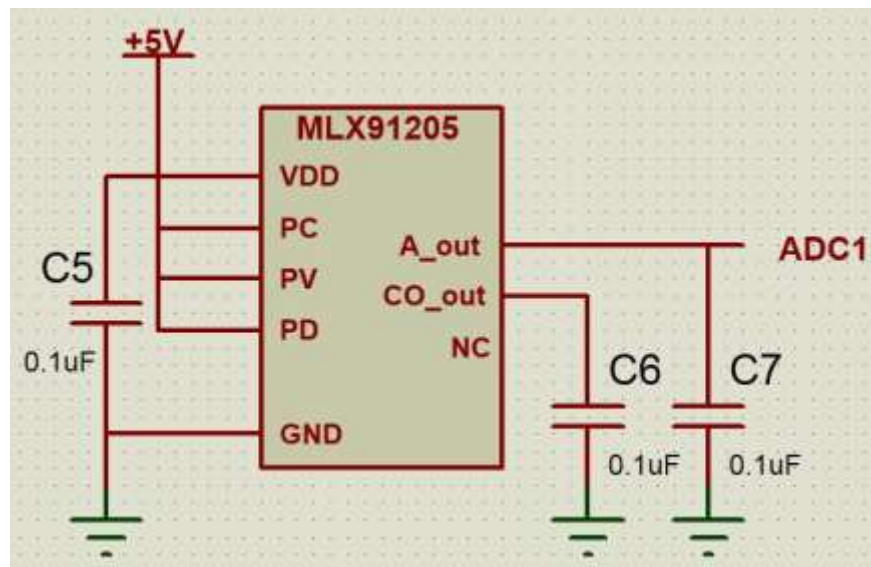 +5V
MLX91205
VDD
PC
A_out
ADC1
C5
PV
CO_out
PD
NC
0.1uF
C6
C7
GND
0.1uF
0.1uF